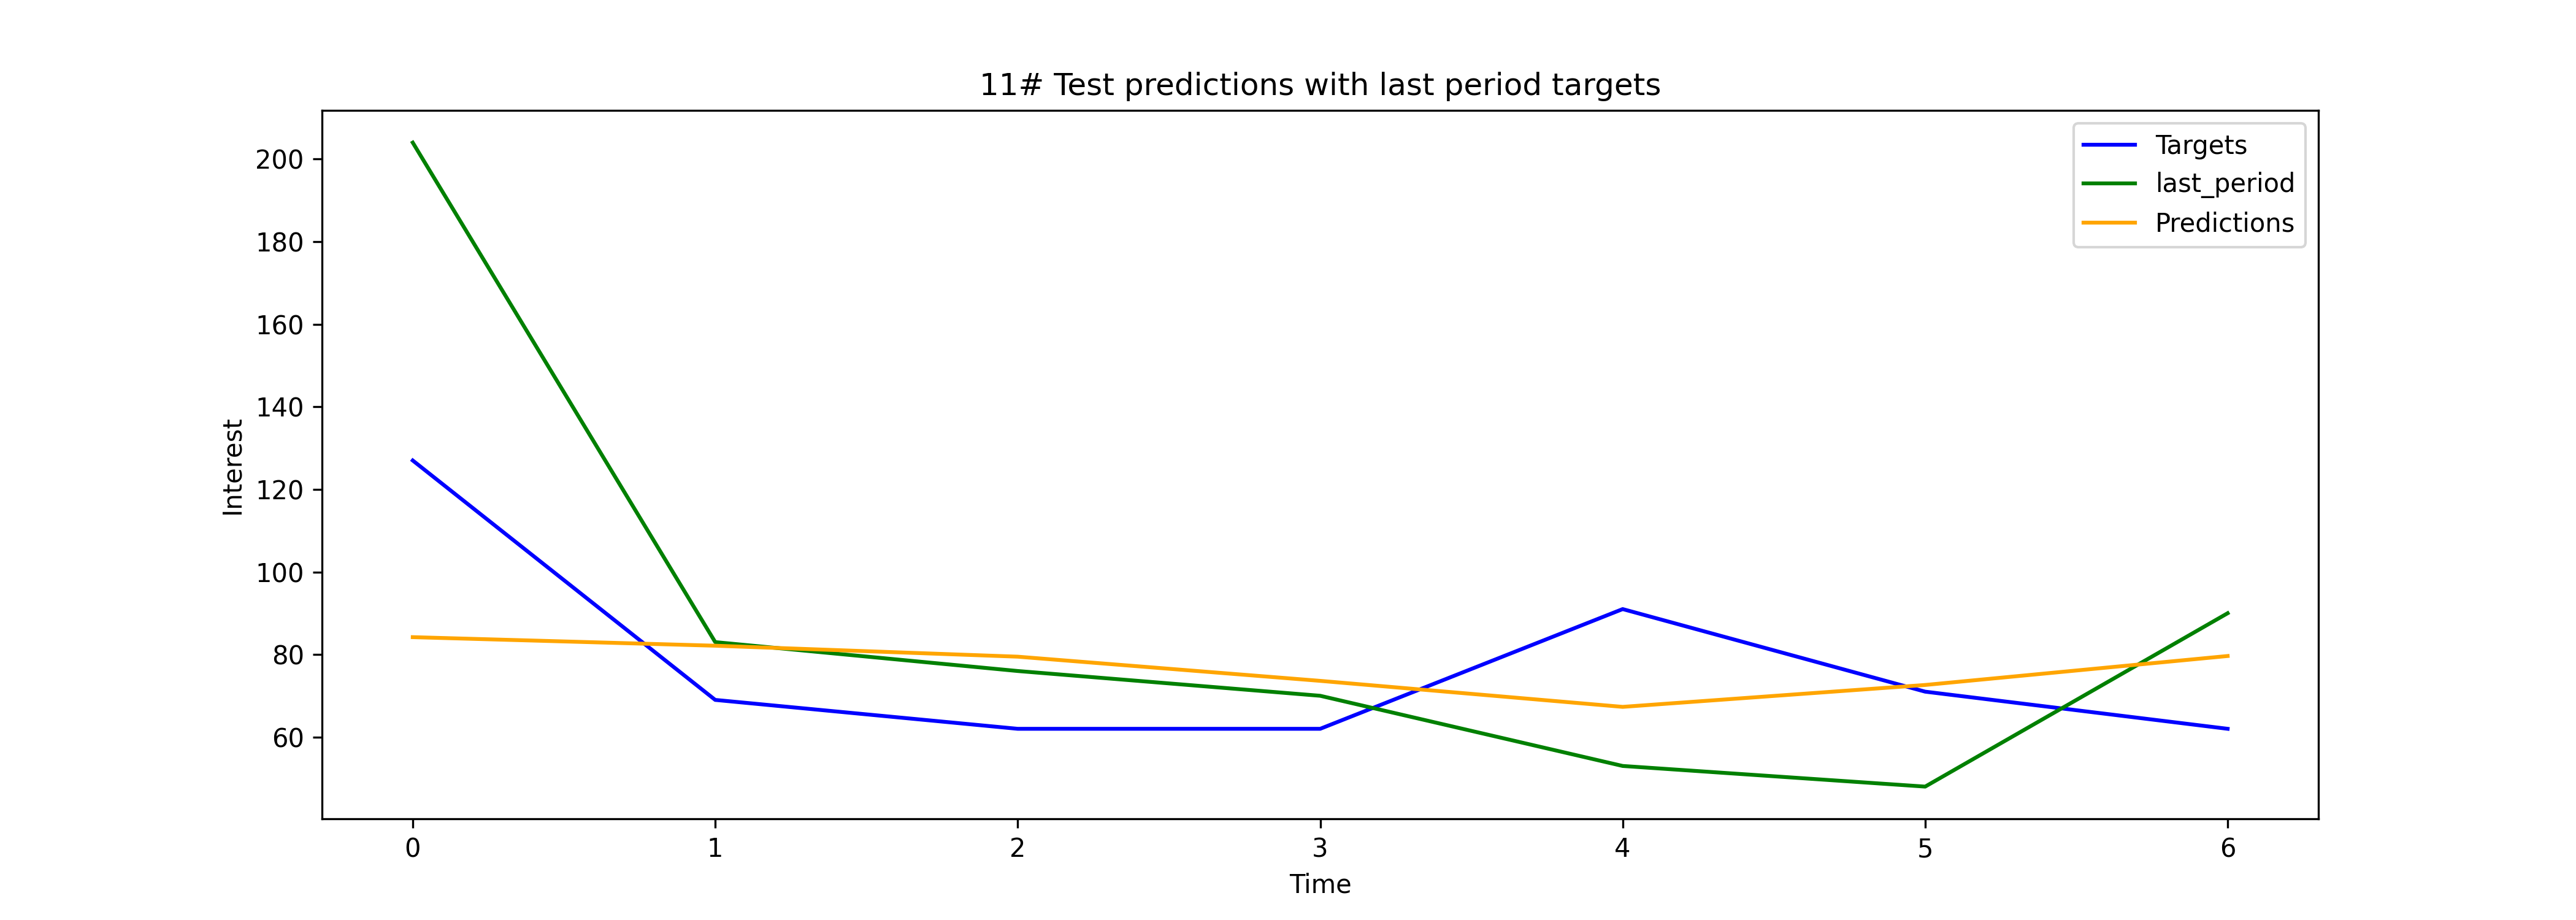 11# Test predictions with last period targets
Targets
last_period
Predictions
Interest
200
180
160
140
120
100
80
60
0 1 2 3 4 5 6
Time